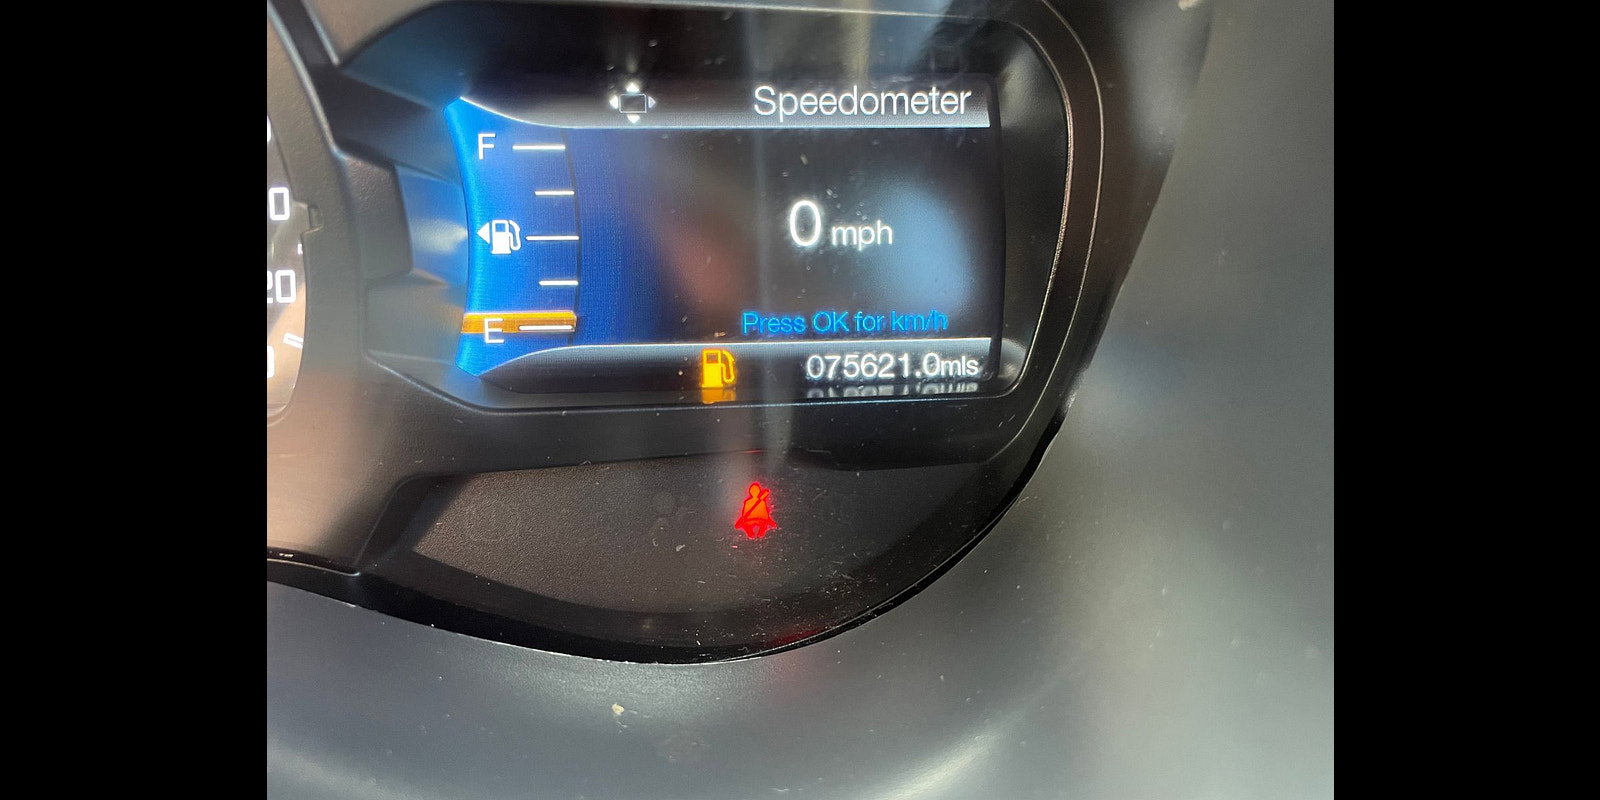 Speedometer
F
0 mph
E
Press OK for km/h
075621.0mls